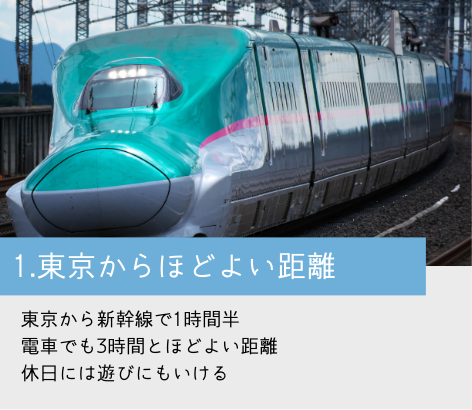 1.東京からほどよい距離
東京から新幹線で1時間半
電車でも3時間とほどよい距離
休日には遊びにもいける